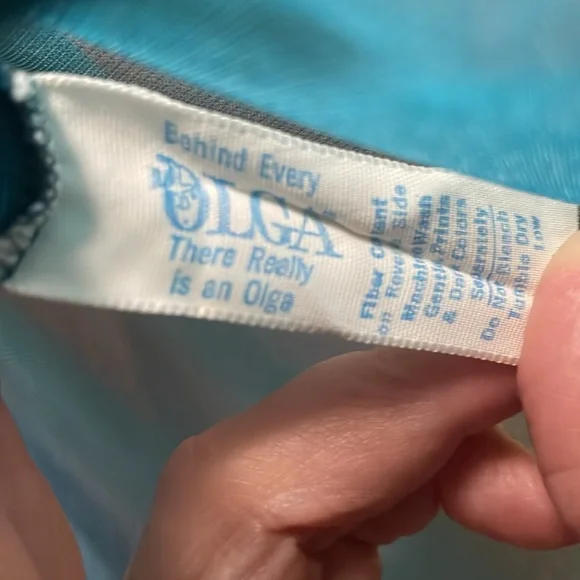 Behind Every
OLGA
There Really
is an Olga
Fiber Content
on Reverse Side
Machine Wash
Gentle, Prints
& Dark Colors
Separately
Do Not Bleach
Tumble Dry
Low